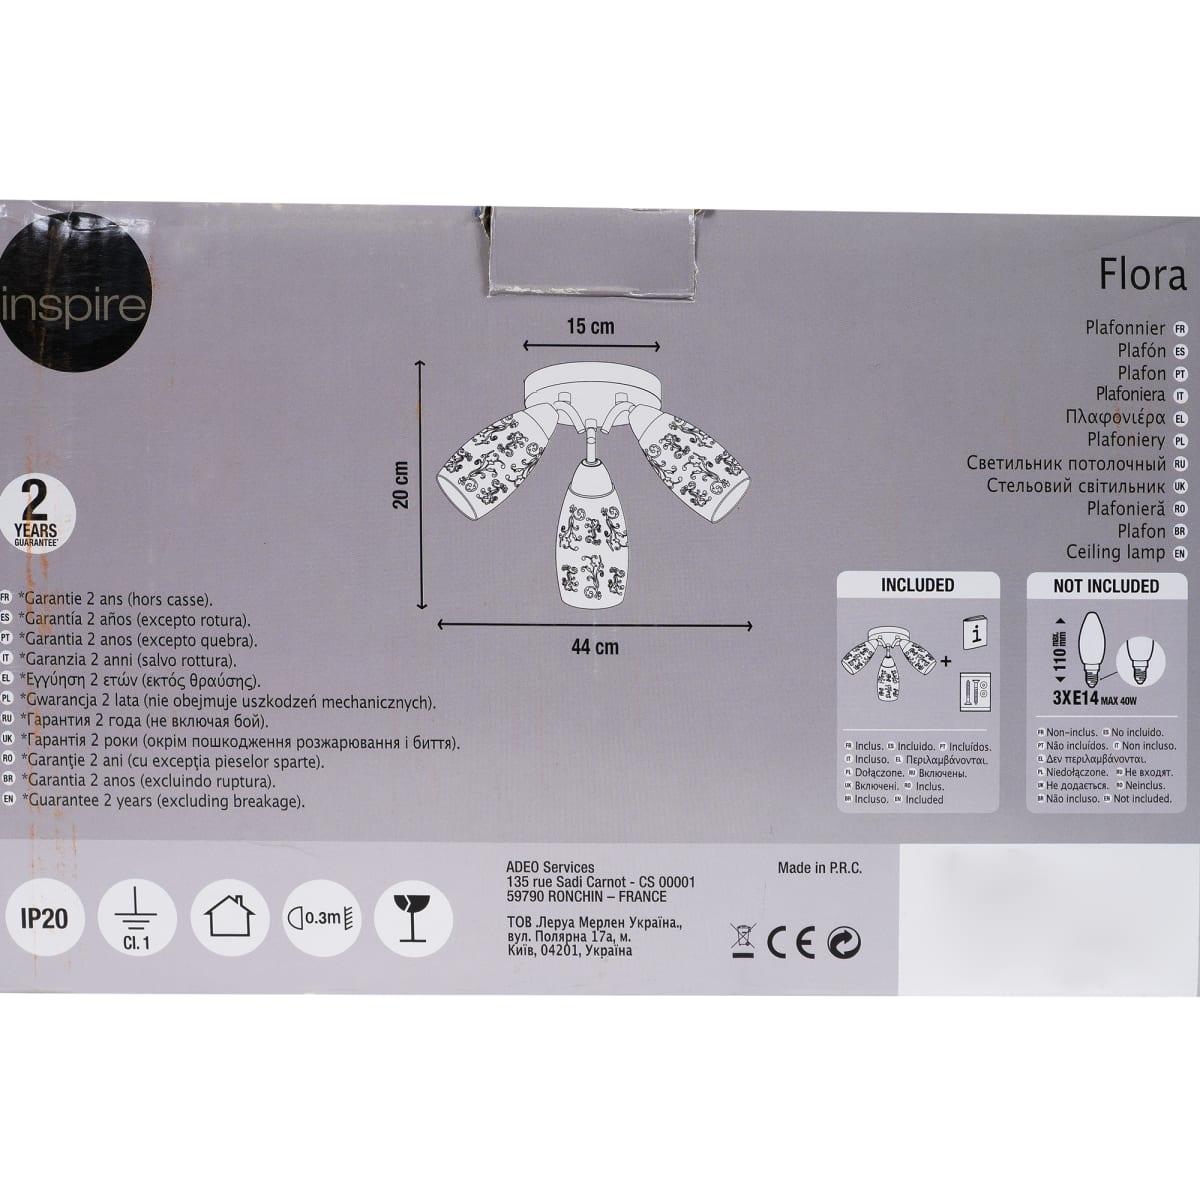 inspire
Flora
Plafonnier FR
Plafón ES
Plafon PT
Plafoniera IT
Πλαφονιέρα EL
Plafoniery PL
Светильник потолочный RU
Стельовий світильник UK
Plafonieră RO
Plafon BR
Ceiling lamp EN
15 cm
20 cm
44 cm
2
YEARS
GUARANTEE*
FR *Garantie 2 ans (hors casse).
ES *Garantía 2 años (excepto rotura).
PT *Garantia 2 anos (excepto quebra).
IT *Garanzia 2 anni (salvo rottura).
EL *Εγγύηση 2 ετών (εκτός θραύσης).
PL *Gwarancja 2 lata (nie obejmuje uszkodzeń mechanicznych).
RU *Гарантия 2 года (не включая бой).
UK *Гарантія 2 роки (окрім пошкодження розжарювання і биття).
RO *Garanţie 2 ani (cu excepţia pieselor sparte).
BR *Garantia 2 anos (excluindo ruptura).
EN *Guarantee 2 years (excluding breakage).
INCLUDED
+
i
FR Inclus. ES Incluido. PT Incluídos.
IT Incluso. EL Περιλαμβάνονται.
PL Dołączone. RU Включены.
UK Включені. RO Inclus.
BR Incluso. EN Included
NOT INCLUDED
110 max. mm
3XE14 MAX 40W
FR Non-inclus. ES No incluido.
PT Não incluídos. IT Non incluso.
EL Δεν περιλαμβάνονται.
PL Niedołączone. RU Не входят.
UK Не додається. RO Neinclus.
BR Não incluso. EN Not included.
IP20
Cl. 1
0.3m
ADEO Services
135 rue Sadi Carnot - CS 00001
59790 RONCHIN – FRANCE
ТОВ „Леруа Мерлен Україна„,
вул. Полярна 17а, м.
Київ, 04201, Україна
Made in P.R.C.
CE